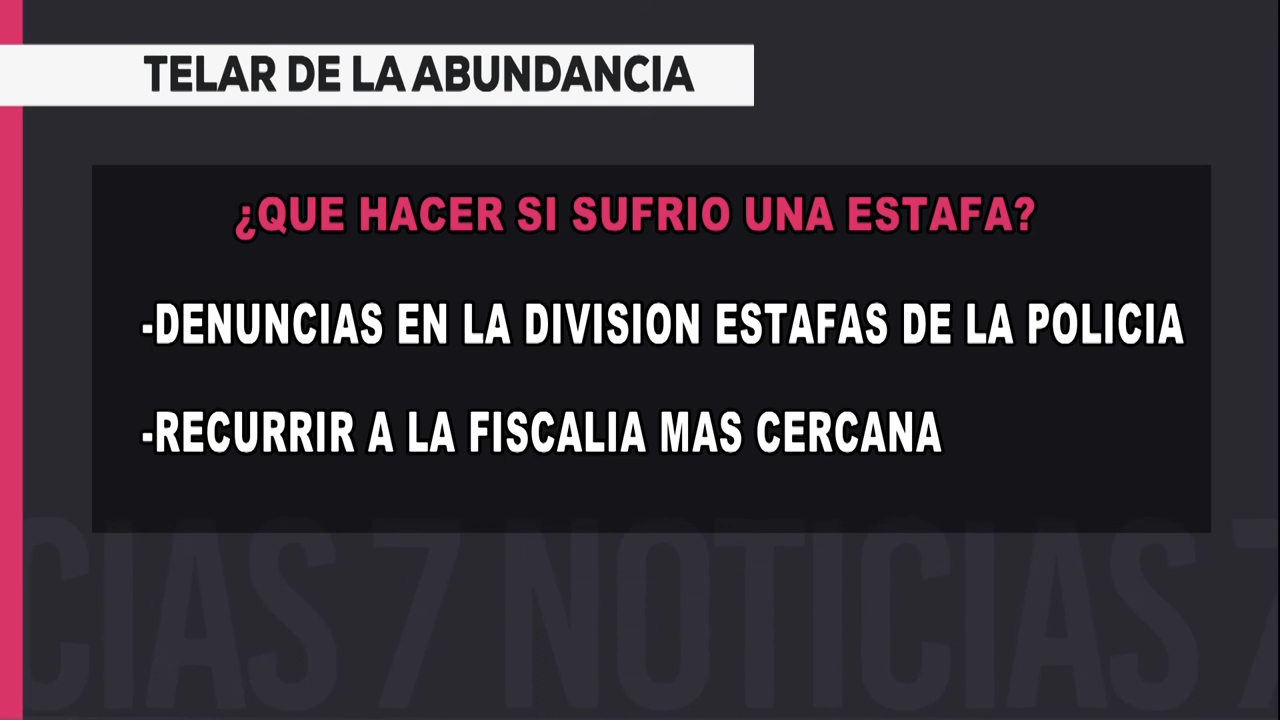 TELAR DE LA ABUNDANCIA
¿QUE HACER SI SUFRIO UNA ESTAFA?
-DENUNCIAS EN LA DIVISION ESTAFAS DE LA POLICIA
-RECURRIR A LA FISCALIA MAS CERCANA
CIAS 7 NOTICIAS 7